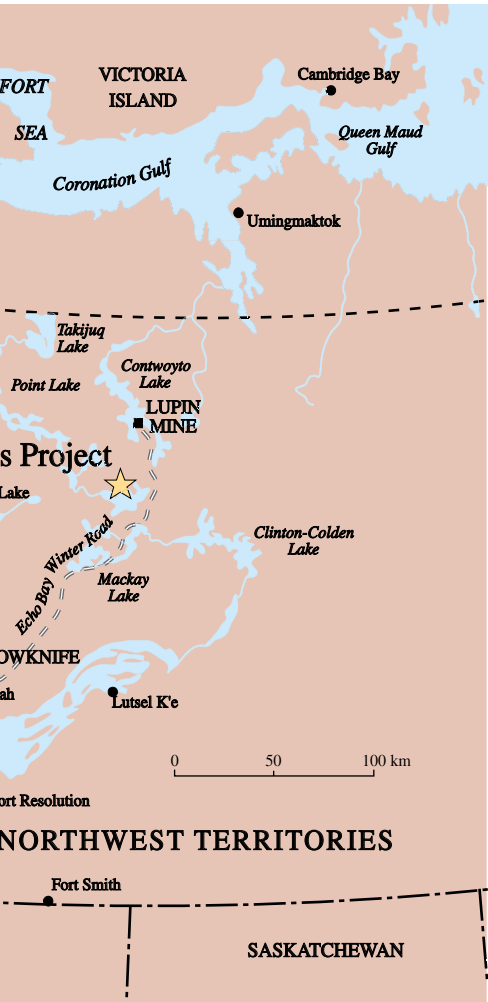 VICTORIA
ISLAND
Cambridge Bay
FORT
SEA
Queen Maud
Gulf
Coronation Gulf
Umingmaktok
Takijuq
Lake
Contwoyto
Lake
Point Lake
LUPIN
MINE
s Project
Lake
Echo Bay Winter Road
Clinton-Colden
Lake
Mackay
Lake
OWKNIFE
ah
Lutsel K'e
0 50 100 km
ort Resolution
NORTHWEST TERRITORIES
Fort Smith
SASKATCHEWAN